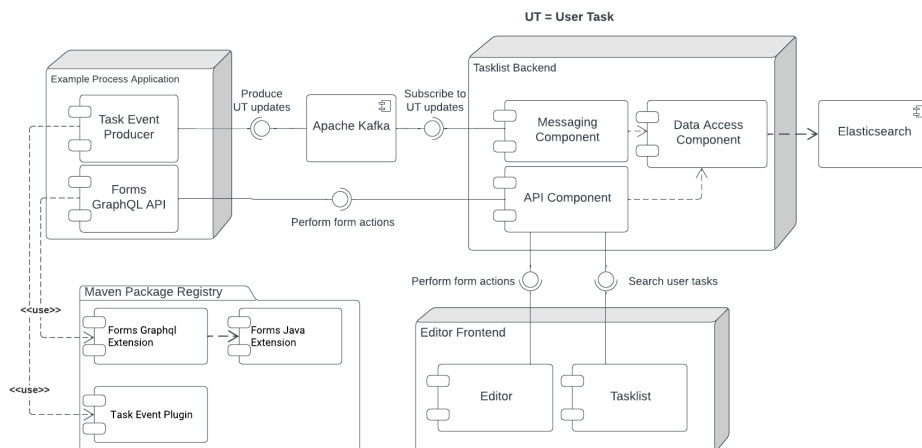 UT = User Task
Example Process Application
Tasklist Backend
Task Event
Producer
Produce
UT updates
Apache Kafka
Subscribe to
UT updates
Messaging
Component
Data Access
Component
Elasticsearch
Forms
GraphQL API
Perform form actions
API Component
Perform form actions
Search user tasks
Maven Package Registry
<<use>>
Forms Graphql
Extension
Forms Java
Extension
Editor Frontend
<<use>>
Task Event Plugin
Editor
Tasklist